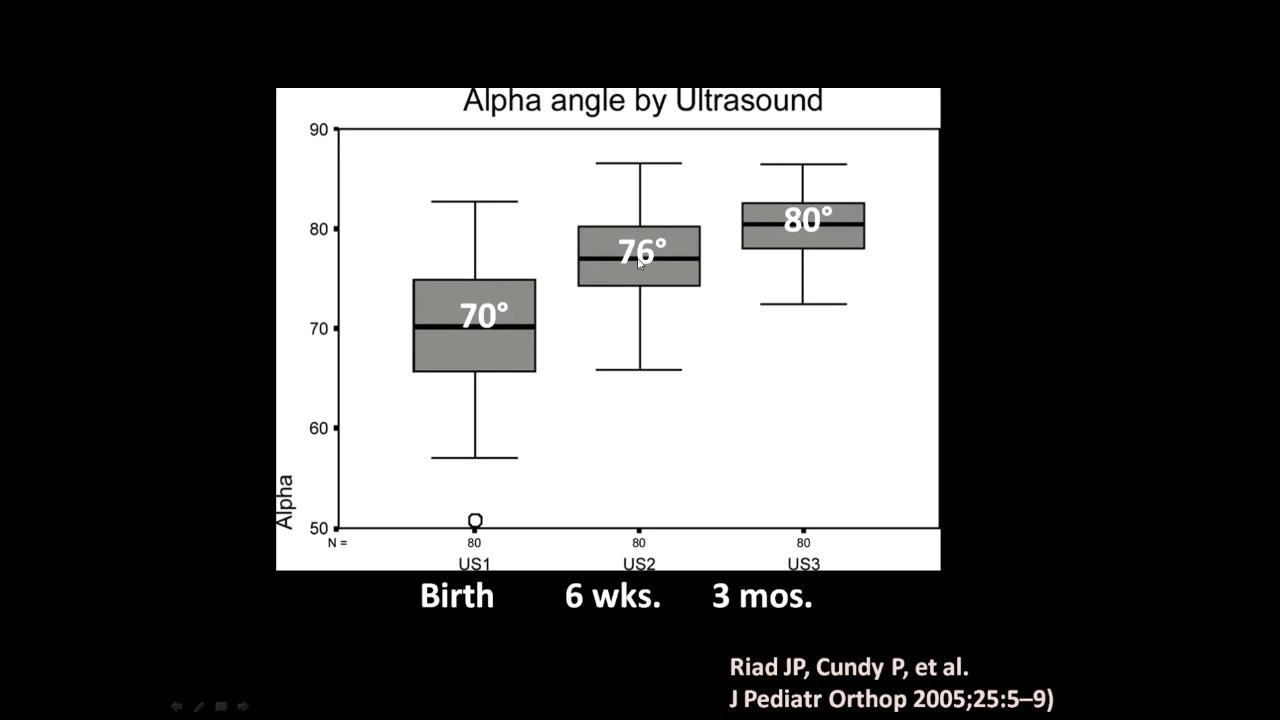 Alpha angle by Ultrasound
90
80
70
60
50
Alpha
80°
76°
70°
N = 80 80 80
US1 US2 US3
Birth 6 wks. 3 mos.
Riad JP, Cundy P, et al.
J Pediatr Orthop 2005;25:5–9)